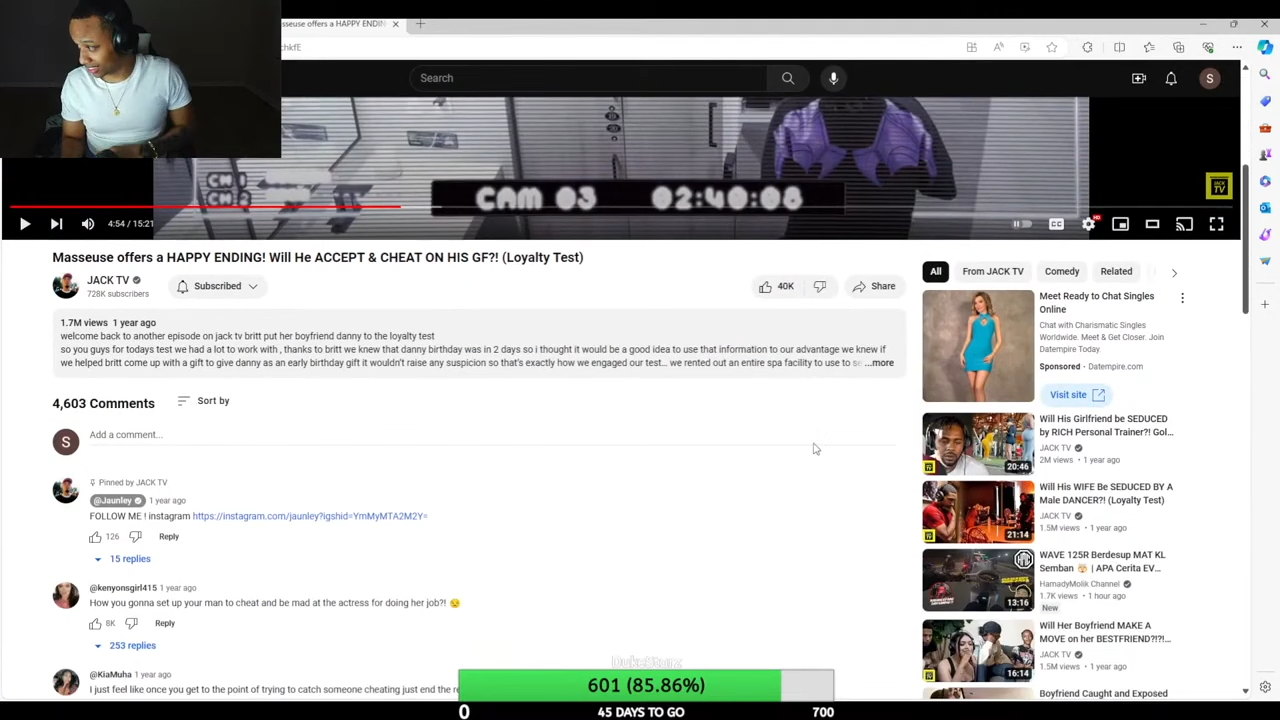 asseuse offers a HAPPY ENDIN
hkfE
Search
S
CAM 03 02:40:08
JACK TV
4:54 / 15:21
CC
HD
Masseuse offers a HAPPY ENDING! Will He ACCEPT & CHEAT ON HIS GF?! (Loyalty Test)
JACK TV
728K subscribers
Subscribed
40K
Share
1.7M views 1 year ago
welcome back to another episode on jack tv britt put her boyfriend danny to the loyalty test
so you guys for todays test we had a lot to work with , thanks to britt we knew that danny birthday was in 2 days so i thought it would be a good idea to use that information to our advantage we knew if
we helped britt come up with a gift to give danny as an early birthday gift it wouldn't raise any suspicion so that's exactly how we engaged our test... we rented out an entire spa facility to use to se ...more
4,603 Comments
Sort by
S
Add a comment...
Pinned by JACK TV
@Jaunley 1 year ago
FOLLOW ME ! instagram https://instagram.com/jaunley?igshid=YmMyMTA2M2Y=
126
Reply
15 replies
@kenyonsgirl415 1 year ago
How you gonna set up your man to cheat and be mad at the actress for doing her job?! 😒
8K
Reply
253 replies
@KiaMuha 1 year ago
I just feel like once you get to the point of trying to catch someone cheating just end the re
All
From JACK TV
Comedy
Related
Meet Ready to Chat Singles
Online
Chat with Charismatic Singles
Worldwide. Meet & Get Closer. Join
Datempire Today.
Sponsored · Datempire.com
Visit site
Will His Girlfriend be SEDUCED
by RICH Personal Trainer?! Gol...
JACK TV
2M views · 1 year ago
20:46
Will His WIFE Be SEDUCED BY A
Male DANCER?! (Loyalty Test)
JACK TV
1.5M views · 1 year ago
21:14
WAVE 125R Berdesup MAT KL
Semban 🤯 | APA Cerita EV...
HamadyMolik Channel
1.7K views · 1 hour ago
New
13:16
Will Her Boyfriend MAKE A
MOVE on her BESTFRIEND?!?!...
JACK TV
1.5M views · 1 year ago
16:14
Boyfriend Caught and Exposed
601 (85.86%)
0
45 DAYS TO GO
700